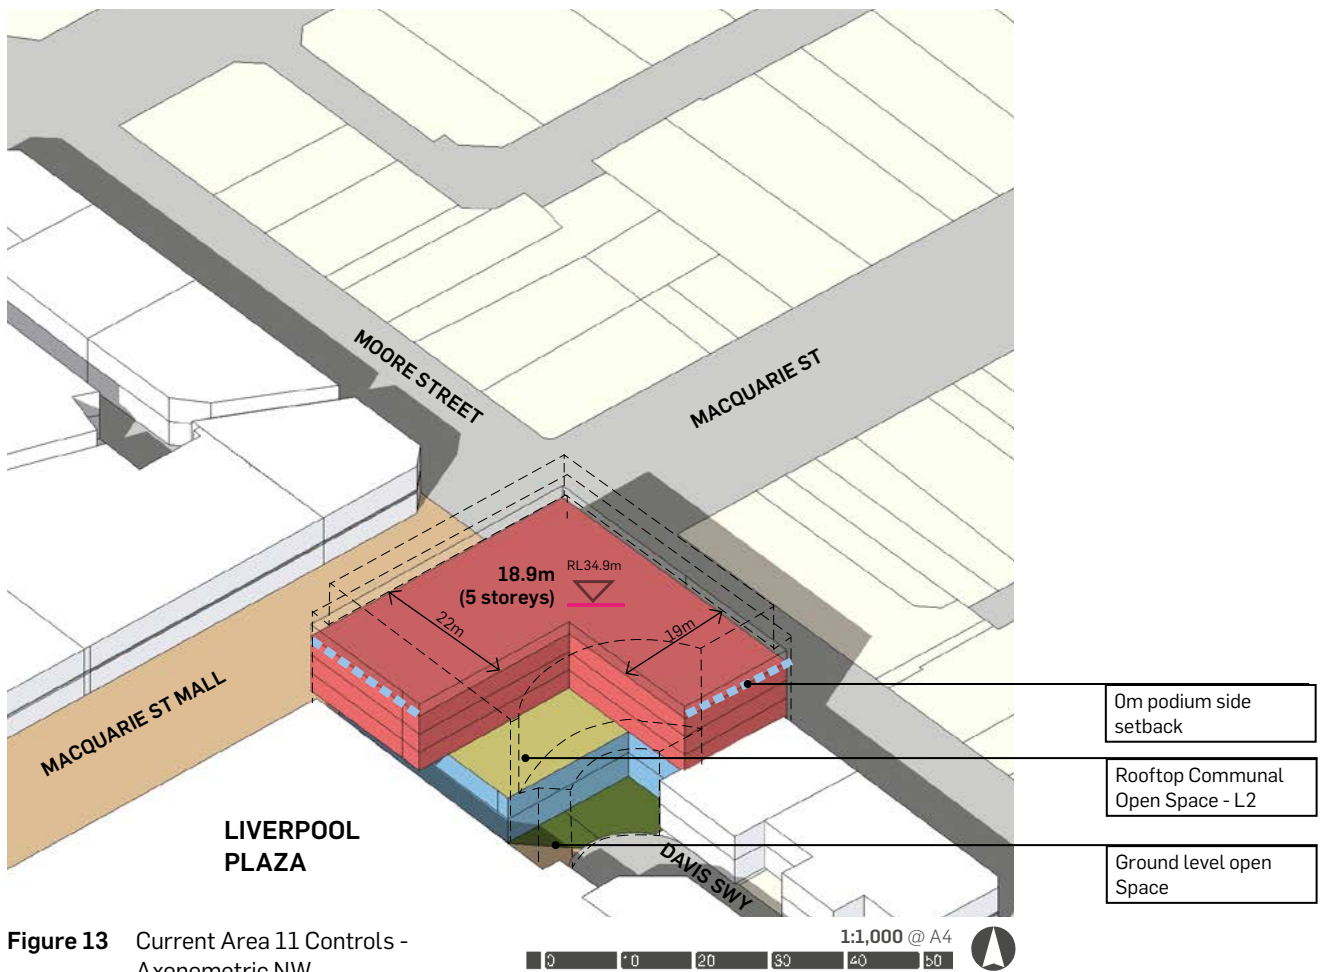 MOORE STREET
MACQUARIE ST
18.9m
(5 storeys)
RL34.9m
22m
19m
MACQUARIE ST MALL
0m podium side
setback
Rooftop Communal
Open Space - L2
Ground level open
Space
LIVERPOOL
PLAZA
DAVIS SWY
Figure 13 Current Area 11 Controls -
Axonometric NW
1:1,000 @ A4
0 10 20 30 40 50